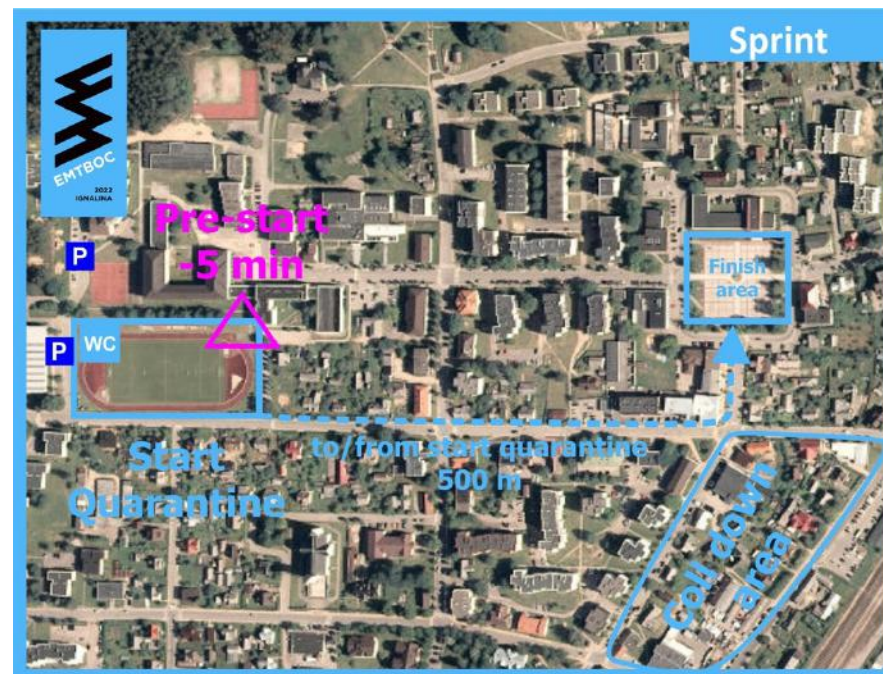 Sprint
EMTBOC
2022
IGNALINA
Pre-start
-5 min
P
Finish
area
P
WC
to/from start quarantine
500 m
Start
Quarantine
Coll down
area